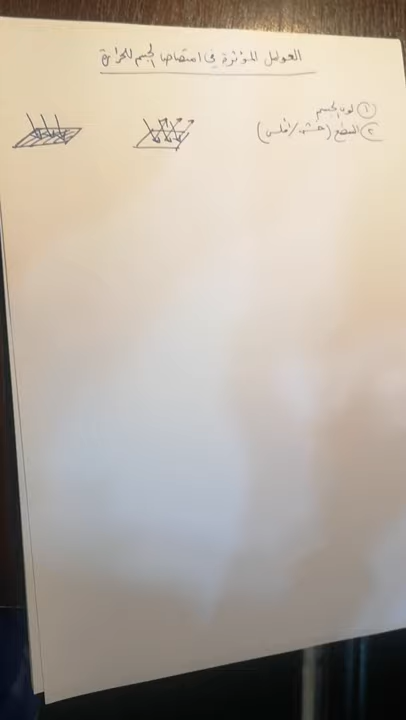 العوامل المؤثرة في امتصاص الجسم للحرارة
① لون الجسم
② السطح (خشن/أملس)